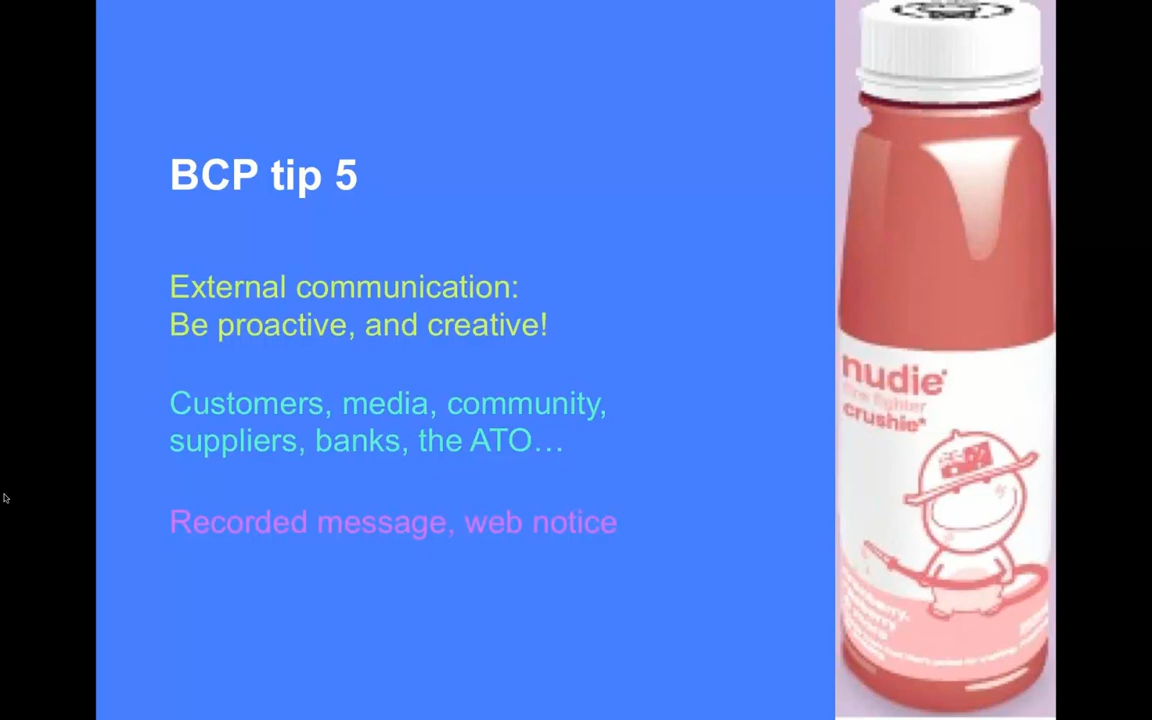 BCP tip 5
External communication:
Be proactive, and creative!
Customers, media, community,
suppliers, banks, the ATO…
Recorded message, web notice
nudie
fighter
crushie